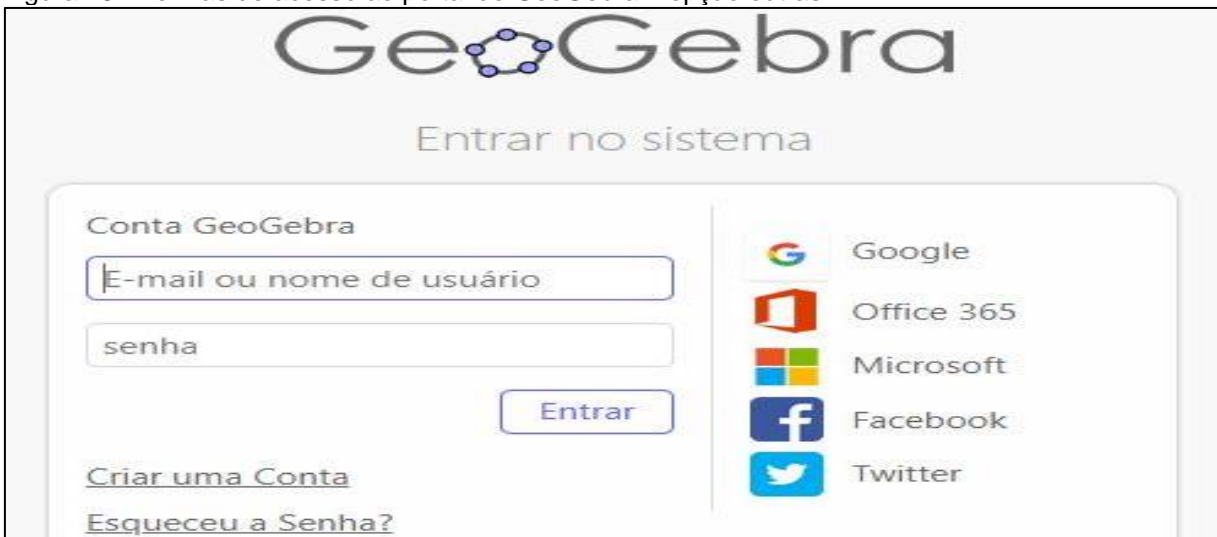 GeoGebra
Entrar no sistema
Conta GeoGebra
E-mail ou nome de usuário
senha
Entrar
Criar uma Conta
Esqueceu a Senha?
Google
Office 365
Microsoft
Facebook
Twitter